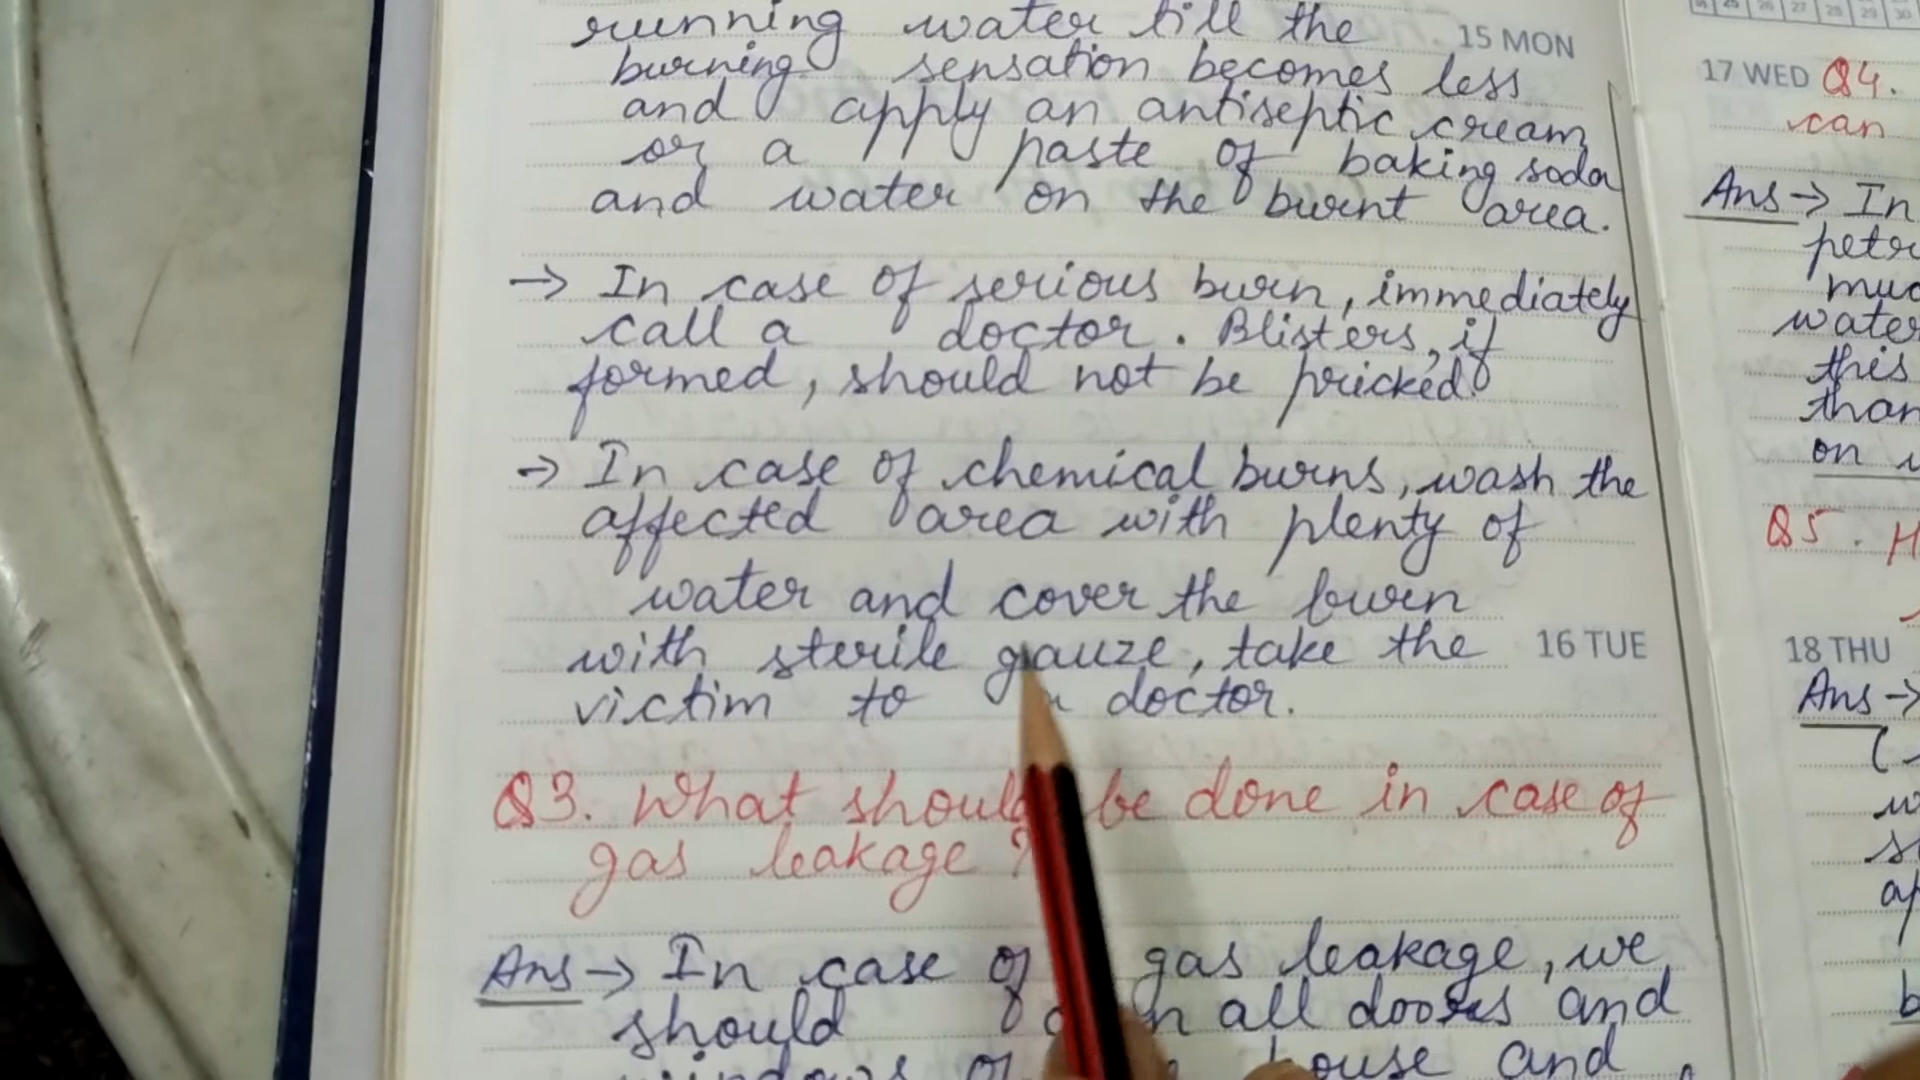 running water till the
15 MON
burning sensation becomes less
and apply an antiseptic cream
or a paste of baking soda
and water on the burnt area.
→ In case of serious burn, immediately
call a doctor. Blisters, if
formed, should not be pricked.
→ In case of chemical burns, wash the
affected area with plenty of
water and cover the burn
with sterile gauze, take the
16 TUE
victim to doctor.
Q3. What should be done in case of
gas leakage?
Ans → In case of gas leakage, we
should all doors and
house and
17 WED Q4.
can
Ans → In
water
this
on
Q5. H
18 THU
Ans →